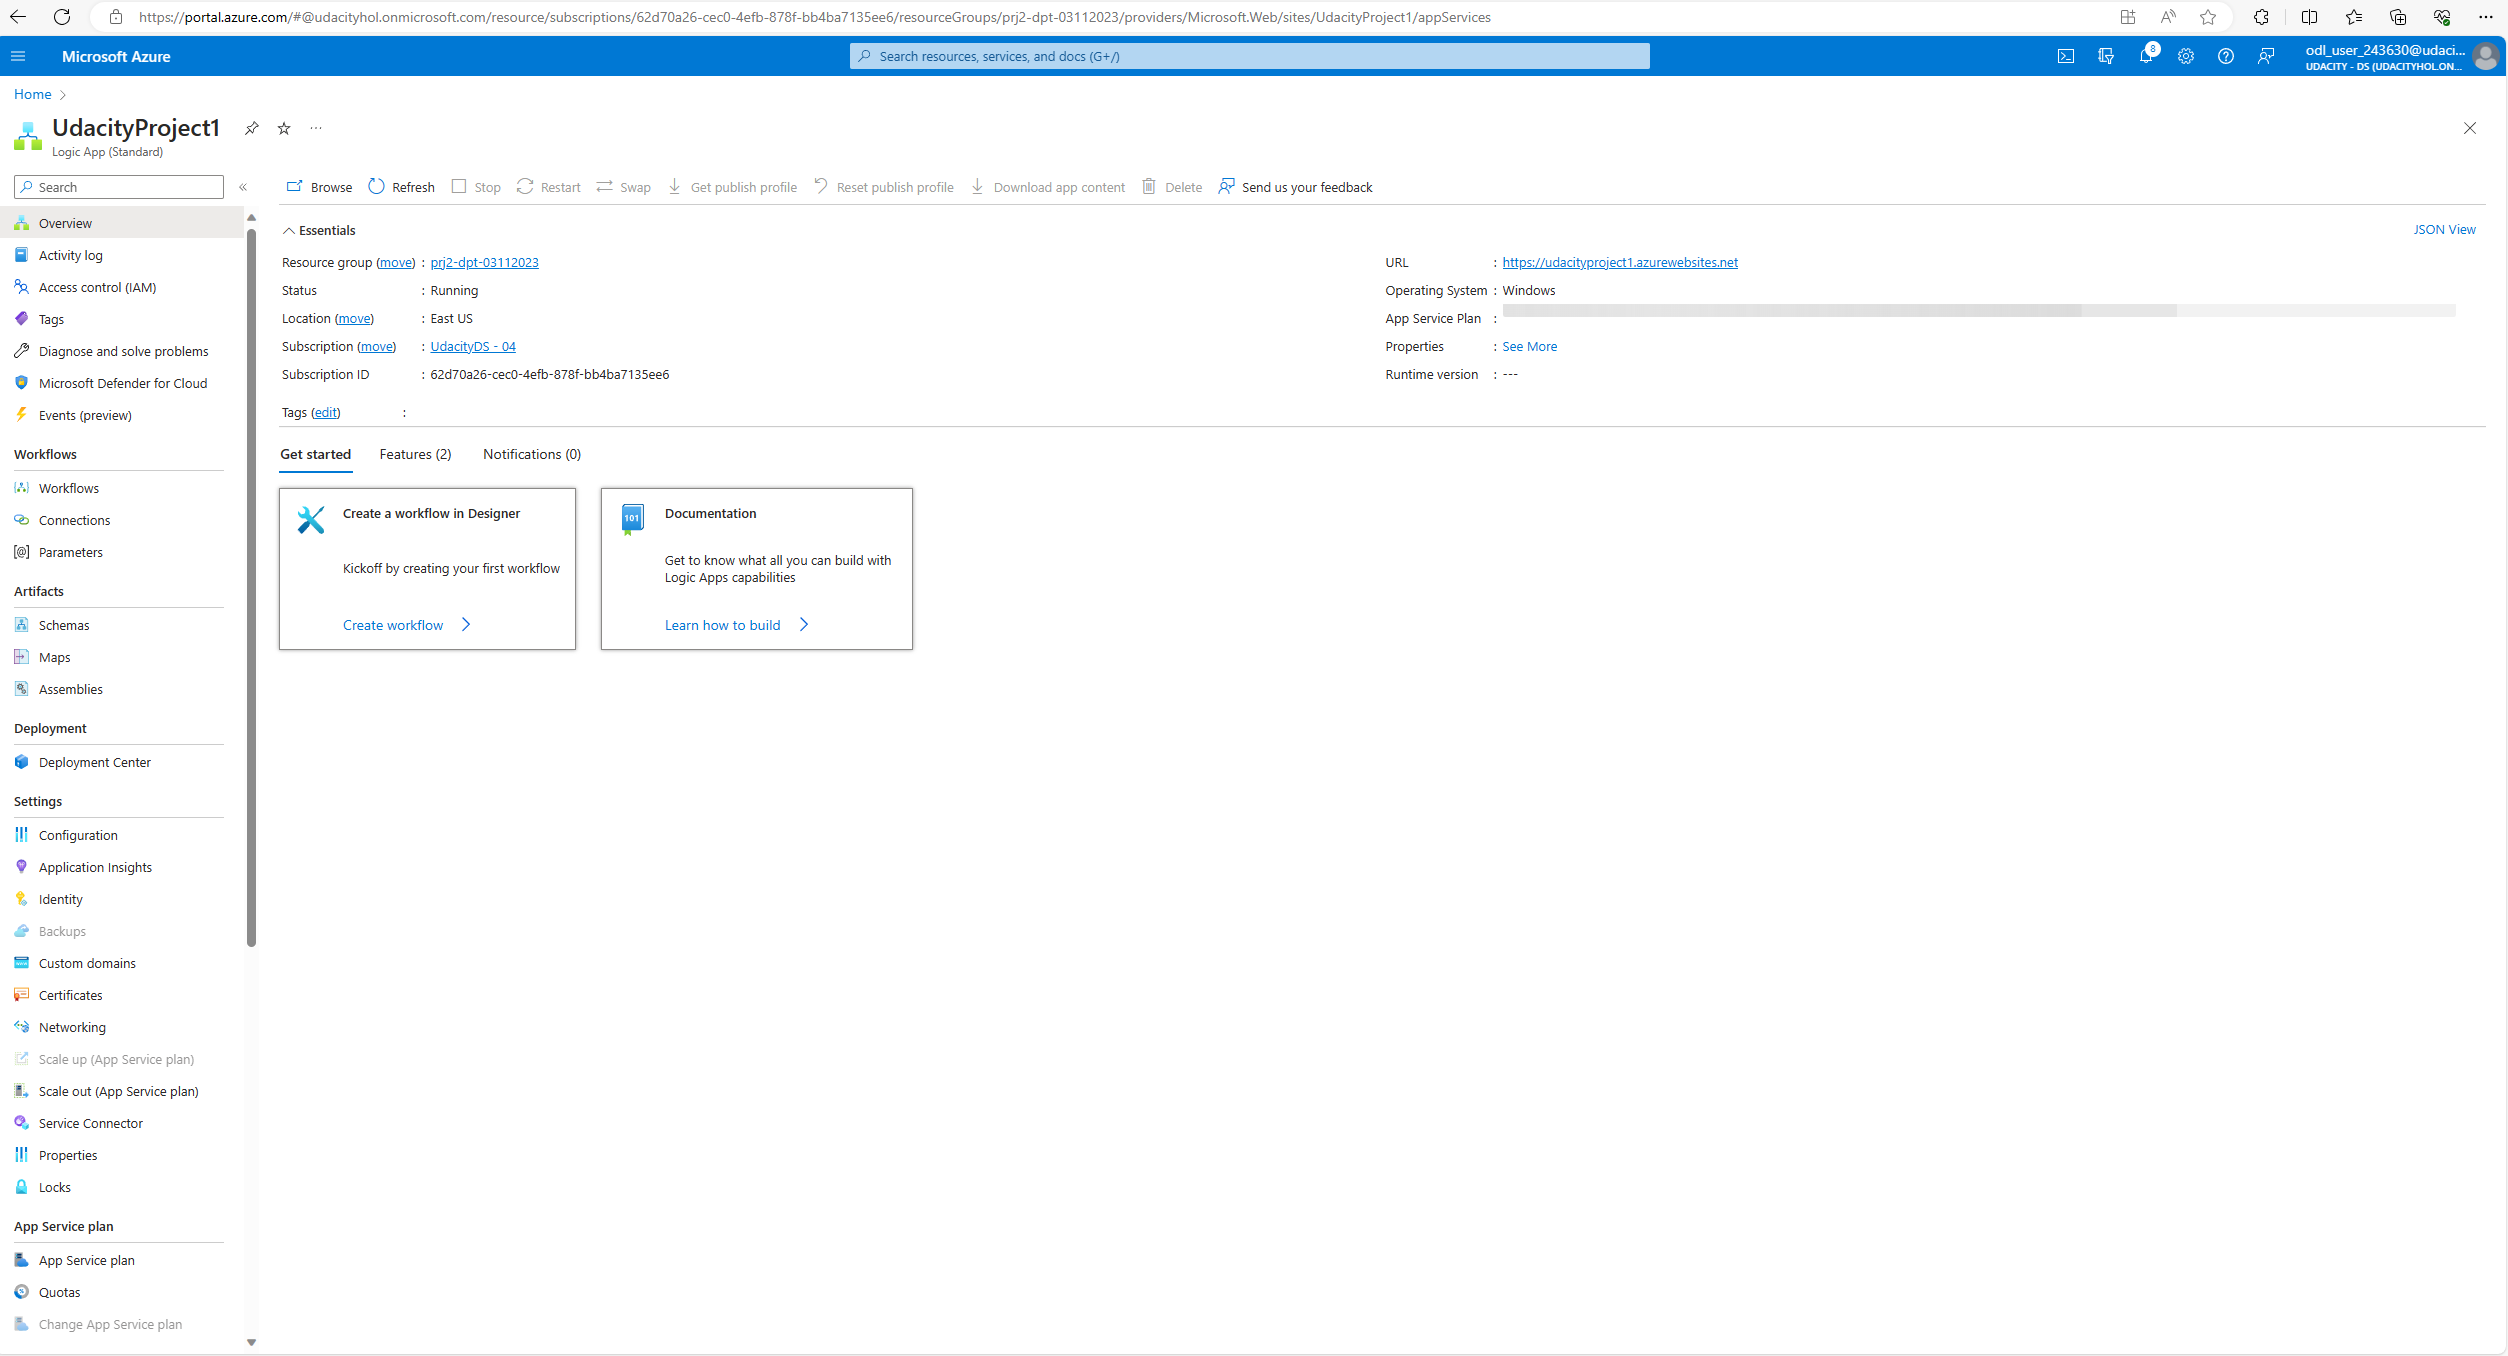 https://portal.azure.com/#@udacityhol.onmicrosoft.com/resource/subscriptions/62d70a26-cec0-4efb-878f-bb4ba7135ee6/resourceGroups/prj2-dpt-03112023/providers/Microsoft.Web/sites/UdacityProject1/appServices
Microsoft Azure
Search resources, services, and docs (G+/)
8
odl_user_243630@udaci...
UDACITY - DS (UDACITYHOL.ON...
Home
UdacityProject1
Logic App (Standard)
Search
Browse Refresh Stop Restart Swap Get publish profile Reset publish profile Download app content Delete Send us your feedback
Overview
Activity log
Access control (IAM)
Tags
Diagnose and solve problems
Microsoft Defender for Cloud
Events (preview)
Workflows
Workflows
Connections
Parameters
Artifacts
Schemas
Maps
Assemblies
Deployment
Deployment Center
Settings
Configuration
Application Insights
Identity
Backups
Custom domains
Certificates
Networking
Scale up (App Service plan)
Scale out (App Service plan)
Service Connector
Properties
Locks
App Service plan
App Service plan
Quotas
Change App Service plan
Essentials
JSON View
Resource group (move) : prj2-dpt-03112023
Status : Running
Location (move) : East US
Subscription (move) : UdacityDS - 04
Subscription ID : 62d70a26-cec0-4efb-878f-bb4ba7135ee6
Tags (edit) :
URL : https://udacityproject1.azurewebsites.net
Operating System : Windows
App Service Plan :
Properties : See More
Runtime version : ---
Get started Features (2) Notifications (0)
Create a workflow in Designer
Kickoff by creating your first workflow
Create workflow
101
Documentation
Get to know what all you can build with
Logic Apps capabilities
Learn how to build